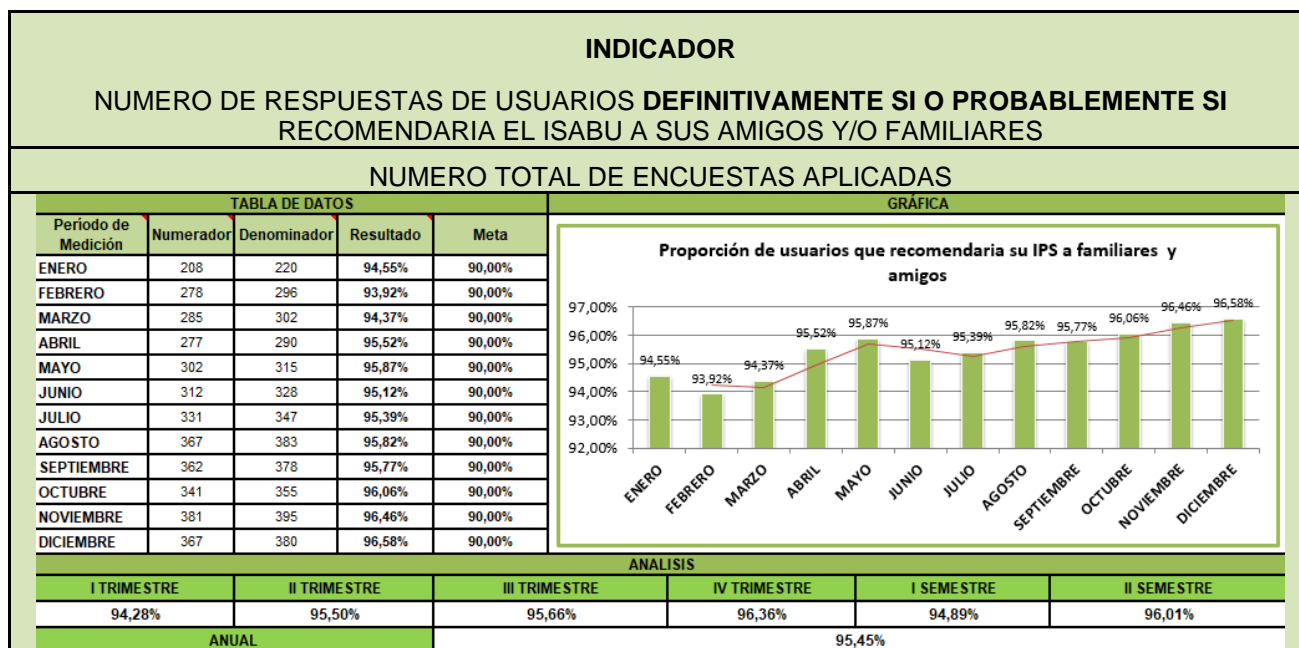 INDICADOR
NUMERO DE RESPUESTAS DE USUARIOS DEFINITIVAMENTE SI O PROBABLEMENTE SI
RECOMENDARIA EL ISABU A SUS AMIGOS Y/O FAMILIARES
NUMERO TOTAL DE ENCUESTAS APLICADAS
TABLA DE DATOS
Período de Medición Numerador Denominador Resultado Meta
ENERO 208 220 94,55% 90,00%
FEBRERO 278 296 93,92% 90,00%
MARZO 285 302 94,37% 90,00%
ABRIL 277 290 95,52% 90,00%
MAYO 302 315 95,87% 90,00%
JUNIO 312 328 95,12% 90,00%
JULIO 331 347 95,39% 90,00%
AGOSTO 367 383 95,82% 90,00%
SEPTIEMBRE 362 378 95,77% 90,00%
OCTUBRE 341 355 96,06% 90,00%
NOVIEMBRE 381 395 96,46% 90,00%
DICIEMBRE 367 380 96,58% 90,00%
GRÁFICA
Proporción de usuarios que recomendaria su IPS a familiares y
amigos
97,00%
96,00%
95,00%
94,00%
93,00%
92,00%
94,55% 93,92% 94,37% 95,52% 95,87% 95,12% 95,39% 95,82% 95,77% 96,06% 96,46% 96,58%
ENERO FEBRERO MARZO ABRIL MAYO JUNIO JULIO AGOSTO SEPTIEMBRE OCTUBRE NOVIEMBRE DICIEMBRE
ANALISIS
I TRIMESTRE II TRIMESTRE III TRIMESTRE IV TRIMESTRE I SEMESTRE II SEMESTRE
94,28% 95,50% 95,66% 96,36% 94,89% 96,01%
ANUAL 95,45%